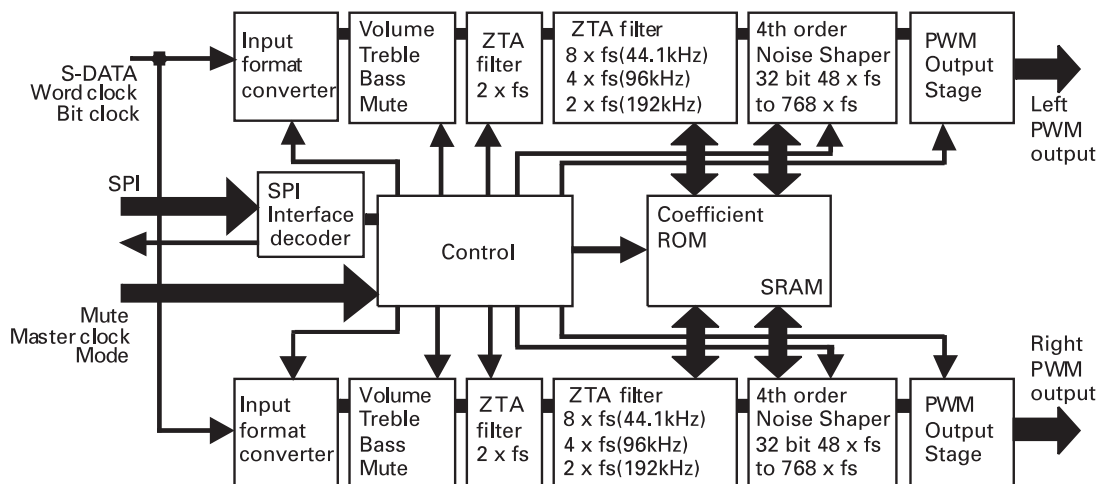 S-DATA
Word clock
Bit clock
Input
format
converter
Volume
Treble
Bass
Mute
ZTA
filter
2 x fs
ZTA filter
8 x fs(44.1kHz)
4 x fs(96kHz)
2 x fs(192kHz)
4th order
Noise Shaper
32 bit 48 x fs
to 768 x fs
PWM
Output
Stage
Left
PWM
output
SPI
SPI
Interface
decoder
Control
Coefficient
ROM
SRAM
Mute
Master clock
Mode
Input
format
converter
Volume
Treble
Bass
Mute
ZTA
filter
2 x fs
ZTA filter
8 x fs(44.1kHz)
4 x fs(96kHz)
2 x fs(192kHz)
4th order
Noise Shaper
32 bit 48 x fs
to 768 x fs
PWM
Output
Stage
Right
PWM
output